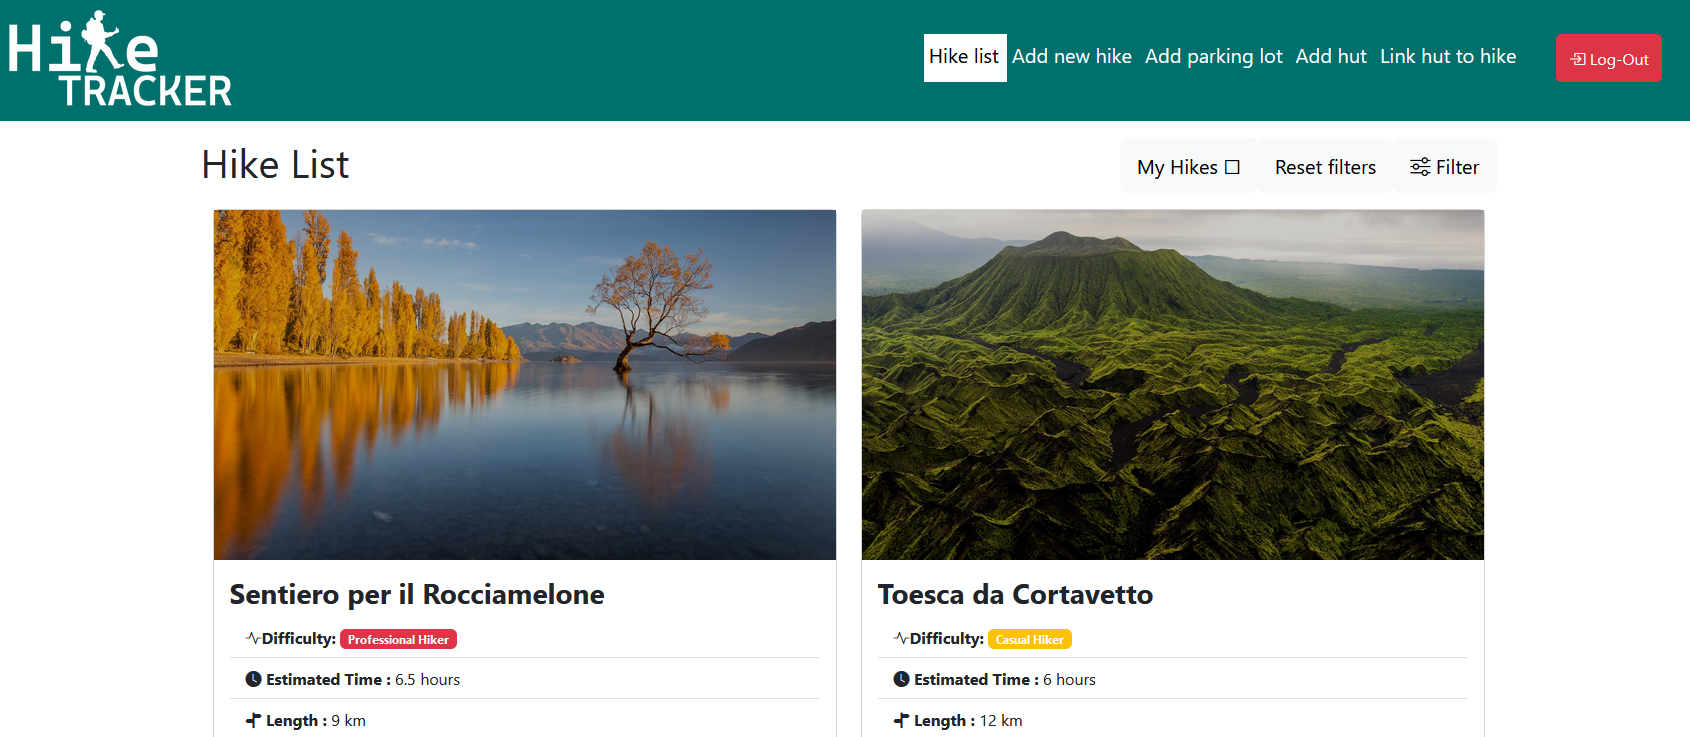 Hike
TRACKER
Hike list Add new hike Add parking lot Add hut Link hut to hike Log-Out
Hike List
My Hikes Reset filters Filter
Sentiero per il Rocciamelone
Difficulty: Professional Hiker
Estimated Time : 6.5 hours
Length : 9 km
Toesca da Cortavetto
Difficulty: Casual Hiker
Estimated Time : 6 hours
Length : 12 km